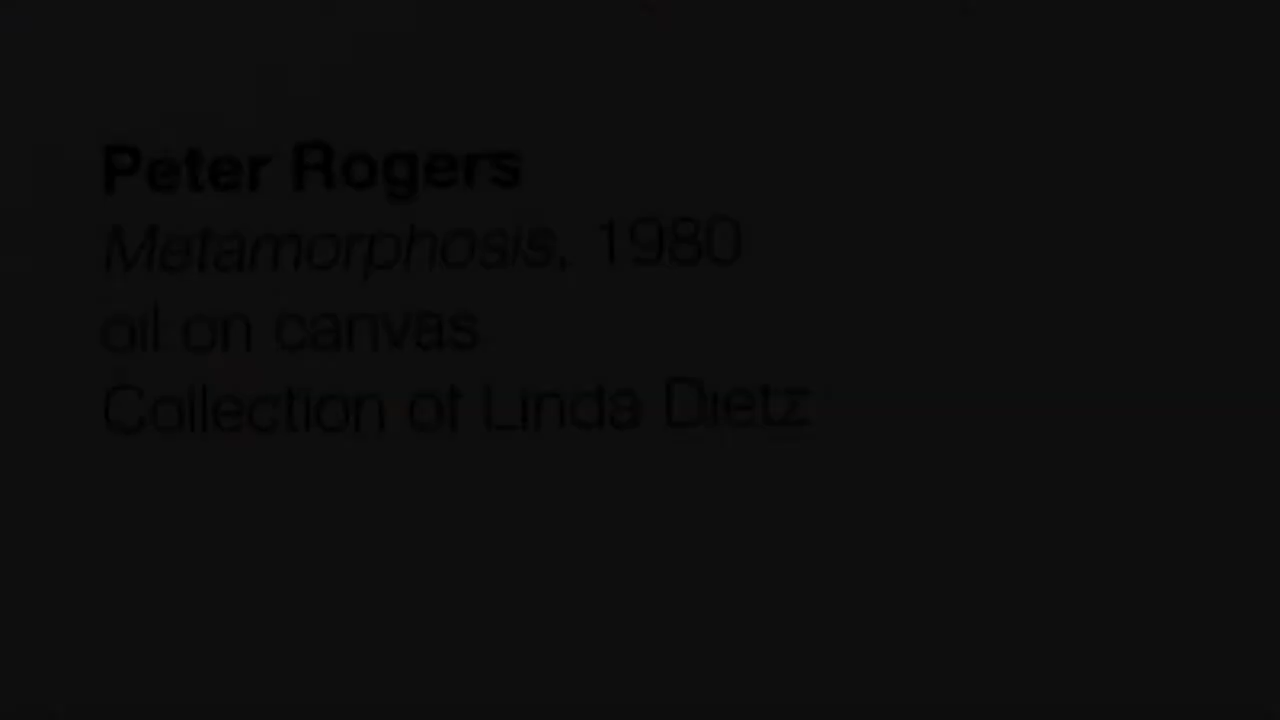 Peter Rogers
Metamorphosis, 1980
oil on canvas
Collection of Linda Dietz